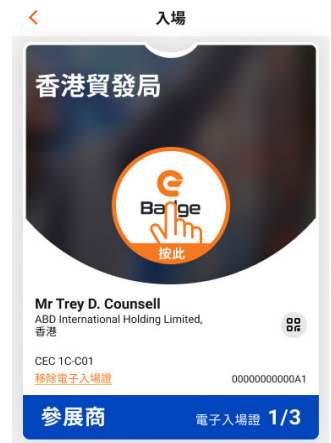 入場
香港貿發局
e
Badge
按此
Mr Trey D. Counsell
ABD International Holding Limited,
香港
CEC 1C-C01
移除電子入場證
00000000000A1
參展商
電子入場證 1/3